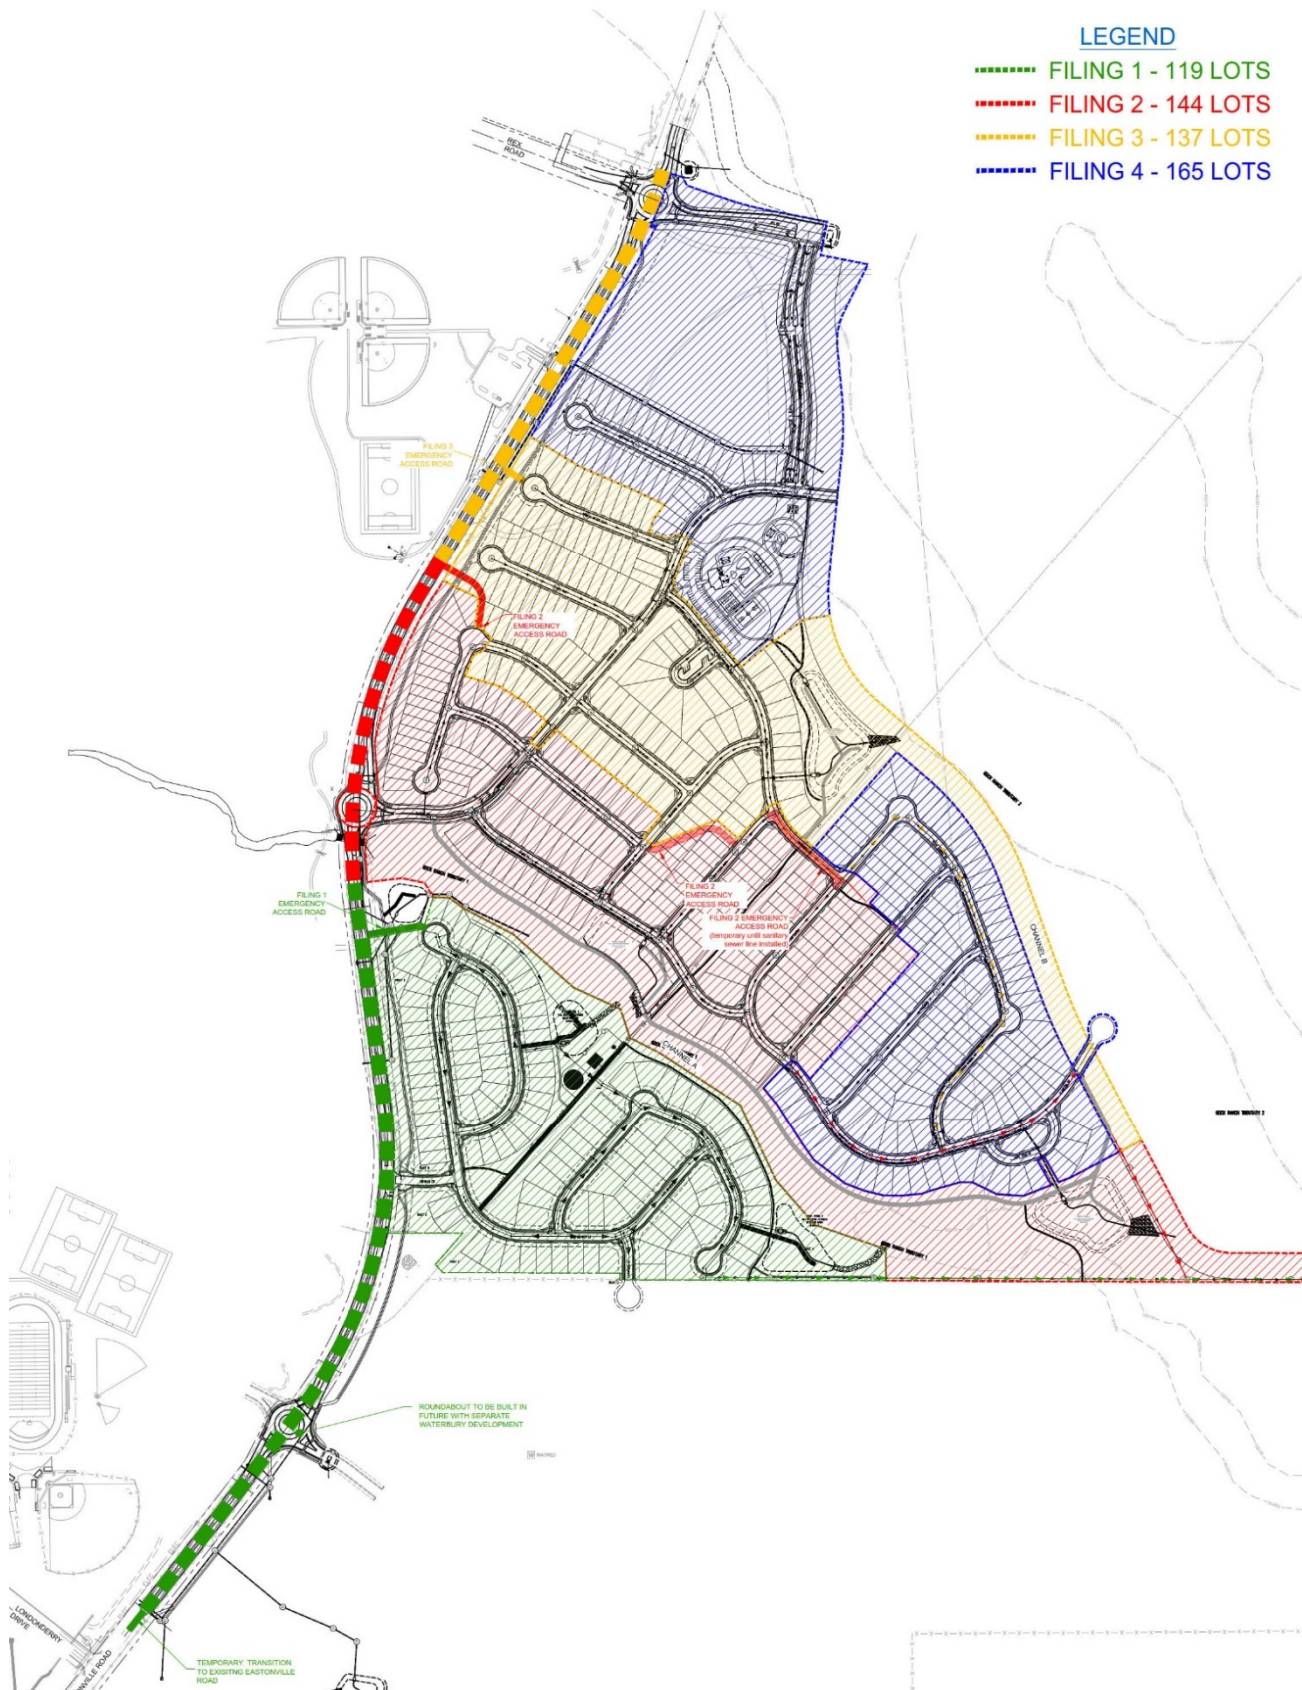 LEGEND
FILING 1 - 119 LOTS
FILING 2 - 144 LOTS
FILING 3 - 137 LOTS
FILING 4 - 165 LOTS
REX
ROAD
FILING 3
EMERGENCY
ACCESS ROAD
FILING 2
EMERGENCY
ACCESS ROAD
FILING 1
EMERGENCY
ACCESS ROAD
FILING 2
EMERGENCY
ACCESS ROAD
FILING 2 EMERGENCY
ACCESS ROAD
(temporary until sanitary
sewer line installed)
CHANNEL B
CHANNEL A
ROUNDABOUT TO BE BUILT IN
FUTURE WITH SEPARATE
WATERBURY DEVELOPMENT
LONDONDERRY
DRIVE
NVILLE ROAD
TEMPORARY TRANSITION
TO EXISITNG EASTONVILLE
ROAD